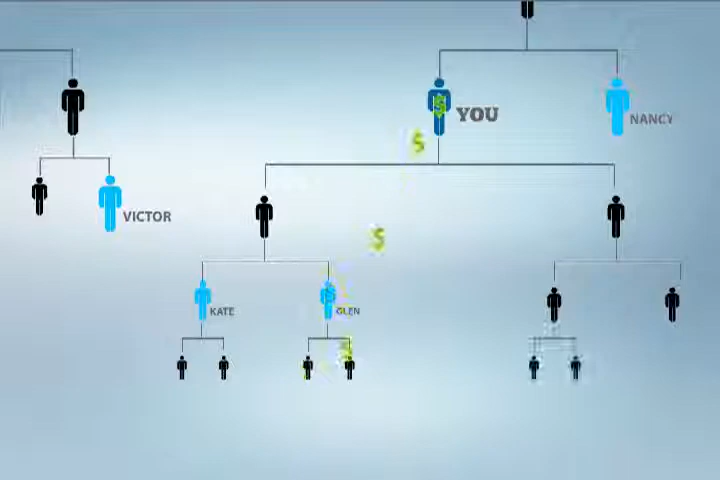 $ YOU
NANCY
$
VICTOR
$
KATE
$ GLEN
$